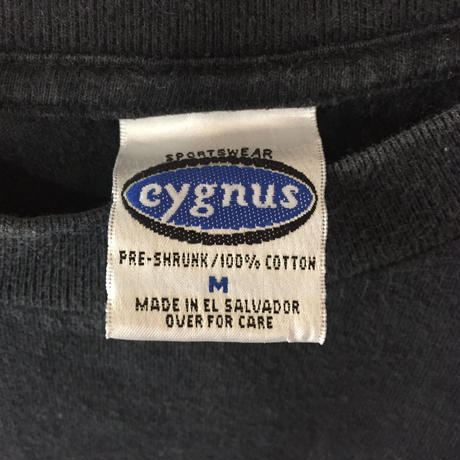 SPORTSWEAR
cygnus
PRE-SHRUNK/100% COTTON
M
MADE IN EL SALVADOR
OVER FOR CARE